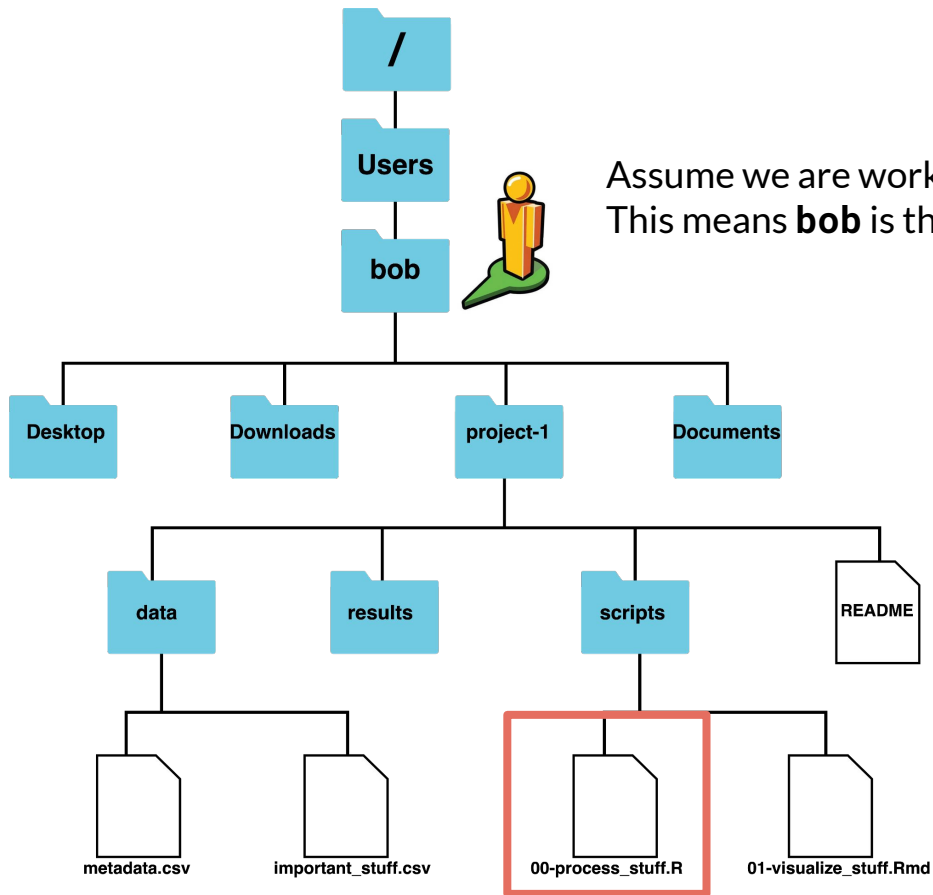 /
Users
Assume we are work
This means bob is th
bob
Desktop
Downloads
project-1
Documents
data
results
scripts
README
metadata.csv
important_stuff.csv
00-process_stuff.R
01-visualize_stuff.Rmd